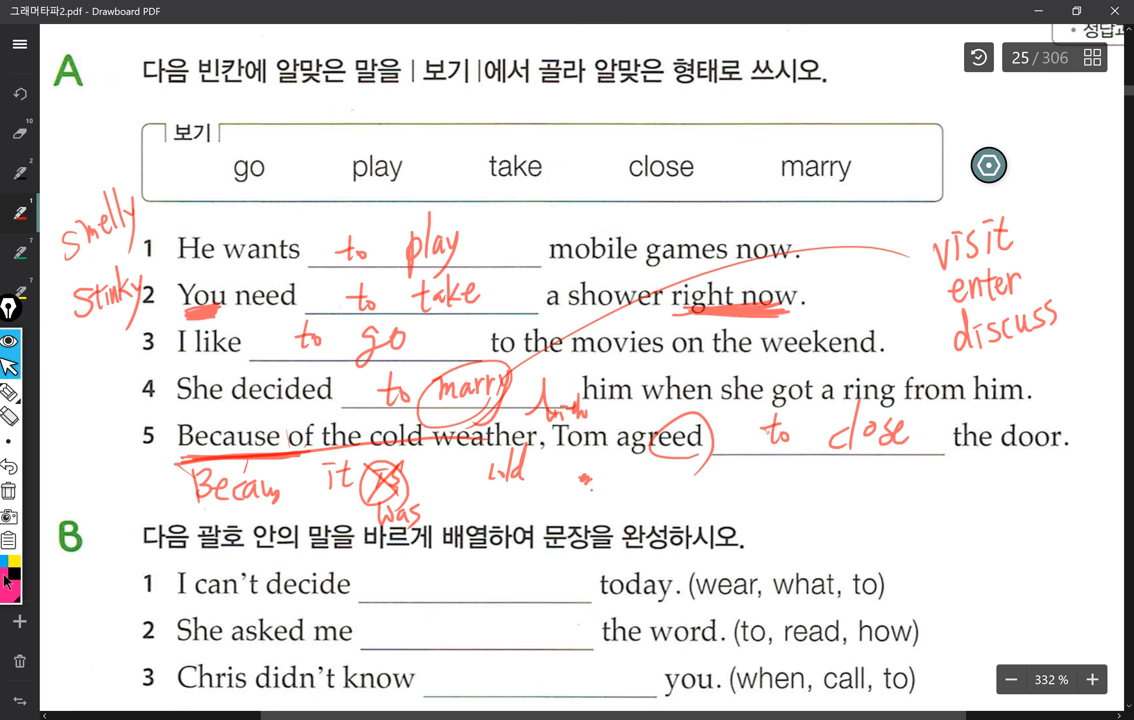 그래머타파2.pdf - Drawboard PDF
25 / 306
A 다음 빈칸에 알맞은 말을 | 보기 |에서 골라 알맞은 형태로 쓰시오.
보기
go play take close marry
smelly
stinky
1 He wants to play mobile games now.
2 You need to take a shower right now.
3 I like to go to the movies on the weekend.
4 She decided to marry him when she got a ring from him.
5 Because of the cold weather, Tom agreed to close the door.
visit
enter
discuss
it is cold
was
B 다음 괄호 안의 말을 바르게 배열하여 문장을 완성하시오.
1 I can't decide today. (wear, what, to)
2 She asked me the word. (to, read, how)
3 Chris didn't know you. (when, call, to)
332 %